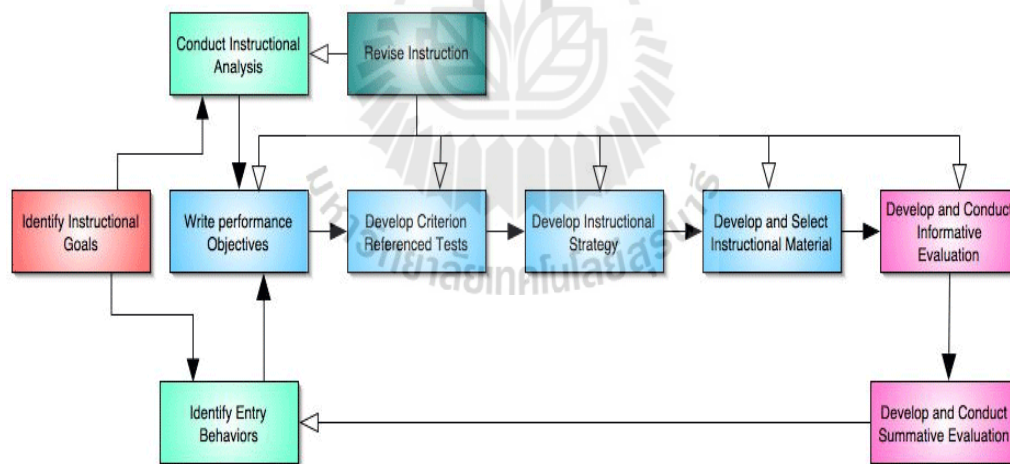 Conduct Instructional
Analysis
Revise Instruction
Identify Instructional
Goals
Write performance
Objectives
Develop Criterion
Referenced Tests
Develop Instructional
Strategy
Develop and Select
Instructional Material
Develop and Conduct
Informative
Evaluation
Identify Entry
Behaviors
Develop and Conduct
Summative Evaluation